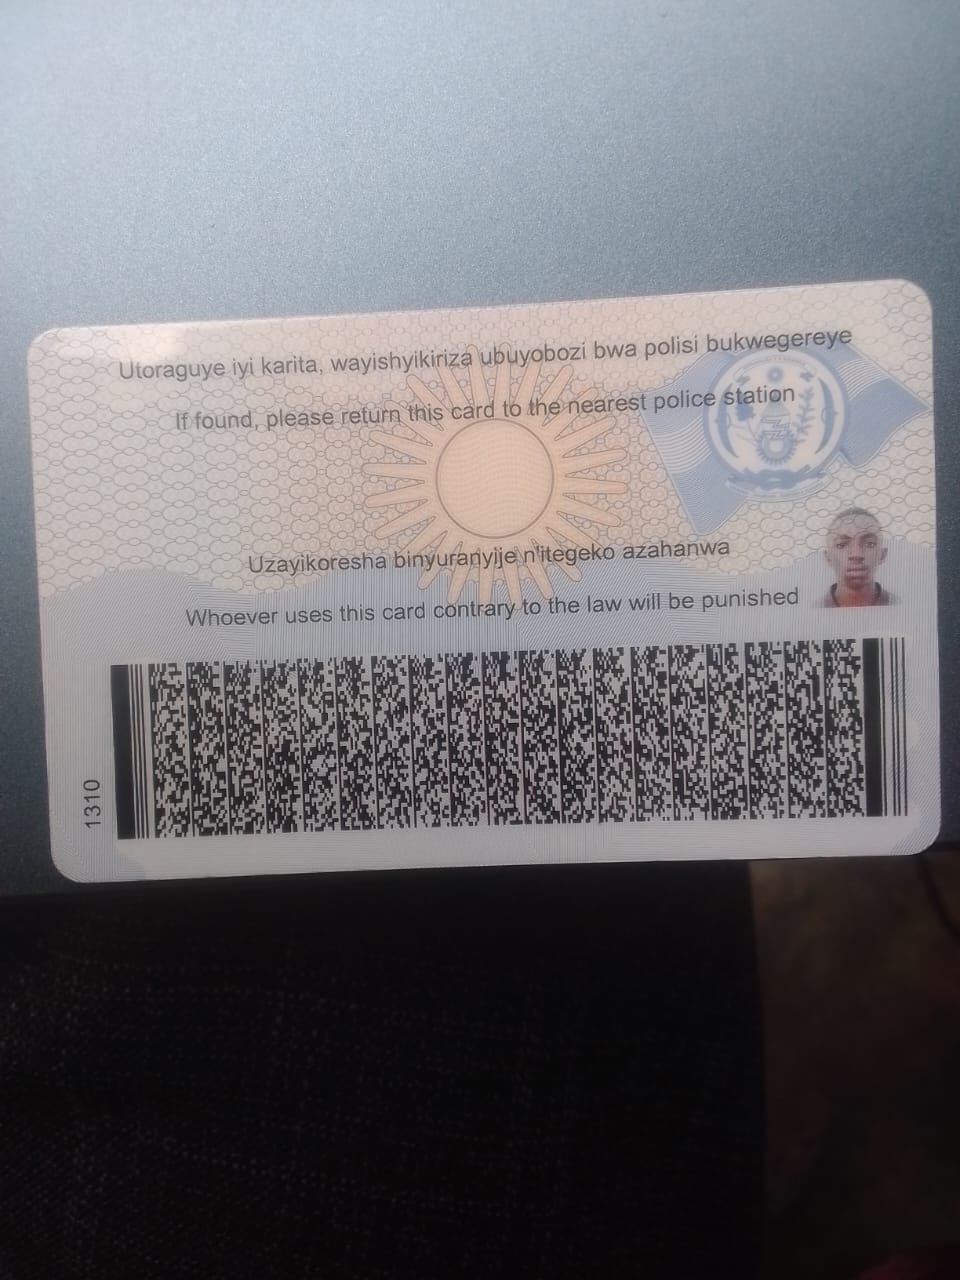 Utoraguye iyi karita, wayishyikiriza ubuyobozi bwa polisi bukwegereye
If found, please return this card to the nearest police station
Uzayikoresha binyuranyije n'itegeko azahanwa
Whoever uses this card contrary to the law will be punished
1310